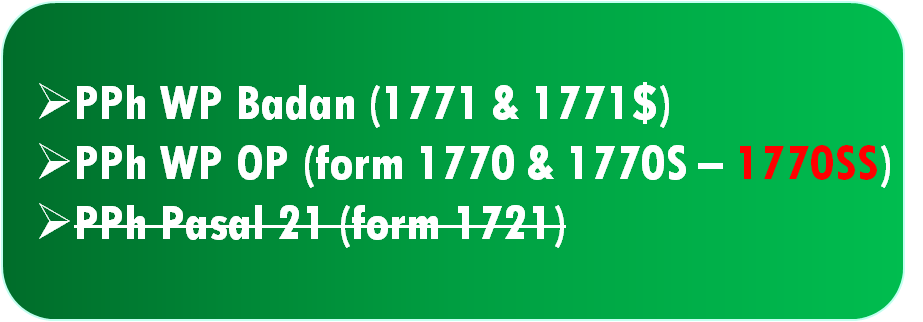 ➢PPh WP Badan (1771 & 1771$)
➢PPh WP OP (form 1770 & 1770S – 1770SS)
➢PPh Pasal 21 (form 1721)